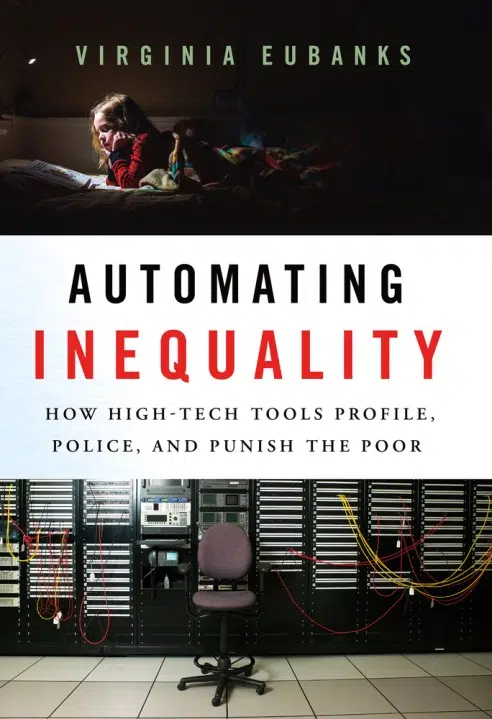 VIRGINIA EUBANKS
AUTOMATING
INEQUALITY
HOW HIGH-TECH TOOLS PROFILE,
POLICE, AND PUNISH THE POOR